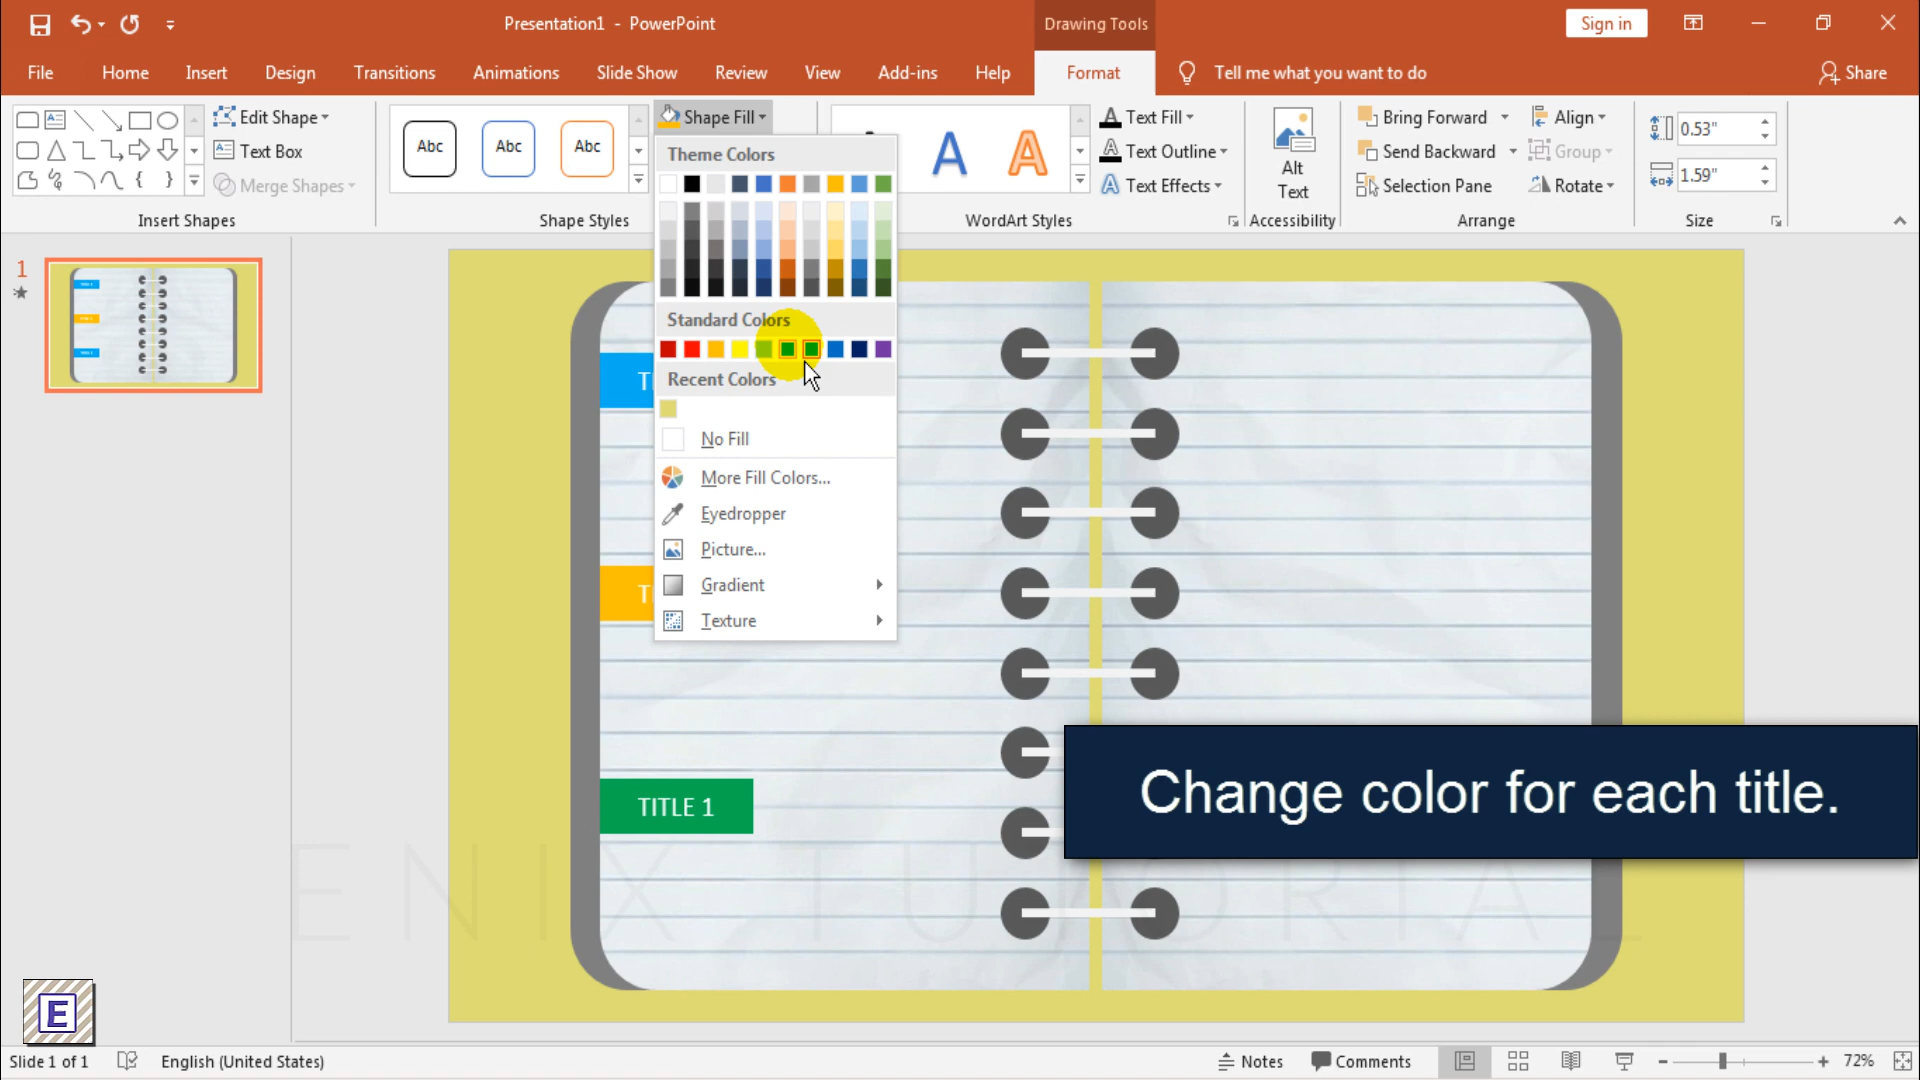 Presentation1 - PowerPoint
Drawing Tools
Sign in
File
Home
Insert
Design
Transitions
Animations
Slide Show
Review
View
Add-ins
Help
Format
Tell me what you want to do
Share
Edit Shape
Text Box
Merge Shapes
Insert Shapes
Abc
Abc
Abc
Shape Styles
Shape Fill
Theme Colors
Standard Colors
Recent Colors
No Fill
More Fill Colors...
Eyedropper
Picture...
Gradient
Texture
A
A
WordArt Styles
Text Fill
Text Outline
Text Effects
Alt
Text
Accessibility
Bring Forward
Send Backward
Selection Pane
Align
Group
Rotate
Arrange
0.53"
1.59"
Size
1
TITLE 1
Change color for each title.
ENIX TUTORIAL
E
Slide 1 of 1
English (United States)
Notes
Comments
72%